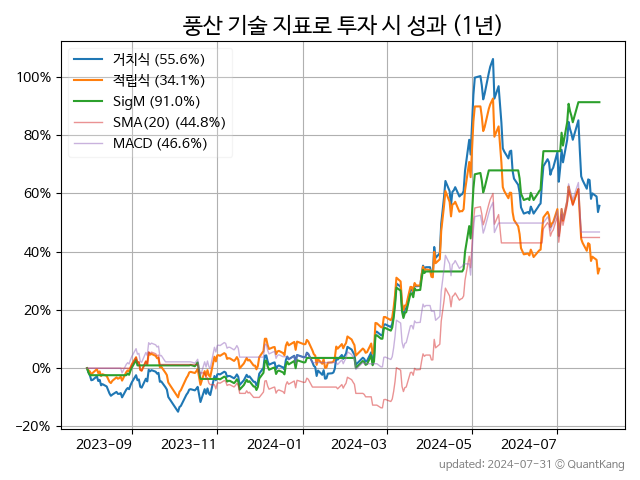 풍산 기술 지표로 투자 시 성과 (1년)
거치식 (55.6%)
적립식 (34.1%)
SigM (91.0%)
SMA(20) (44.8%)
MACD (46.6%)
100%
80%
60%
40%
20%
0%
−20%
2023−09 2023−11 2024−01 2024−03 2024−05 2024−07
updated: 2024-07-31 © QuantKang